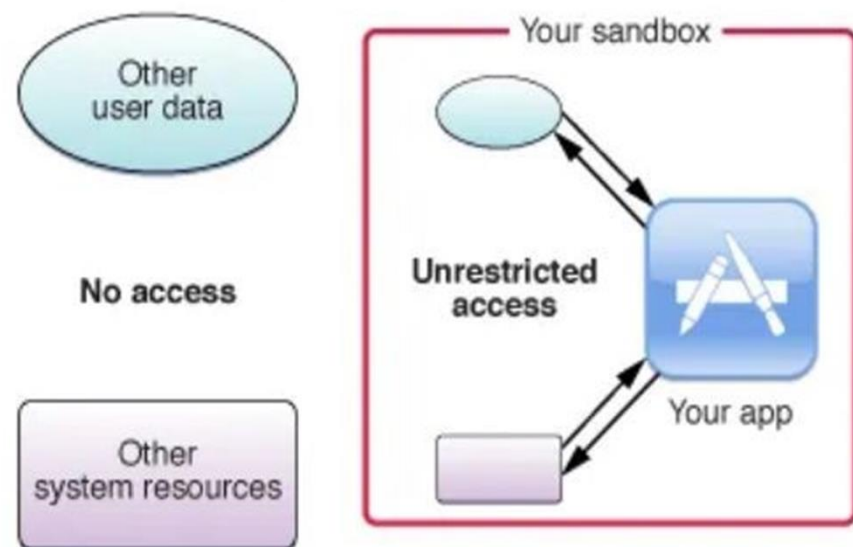 Your sandbox
Other
user data
No access
Unrestricted
access
Your app
Other
system resources